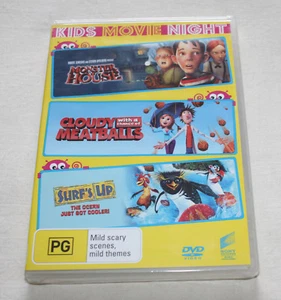 KIDS MOVIE NIGHT
MONSTER
HOUSE
CLOUDY
with a chance of
MEATBALLS
SURF'S UP
THE OCEAN
JUST GOT COOLER!
PG
Mild scary
scenes,
mild themes
DVD
VIDEO